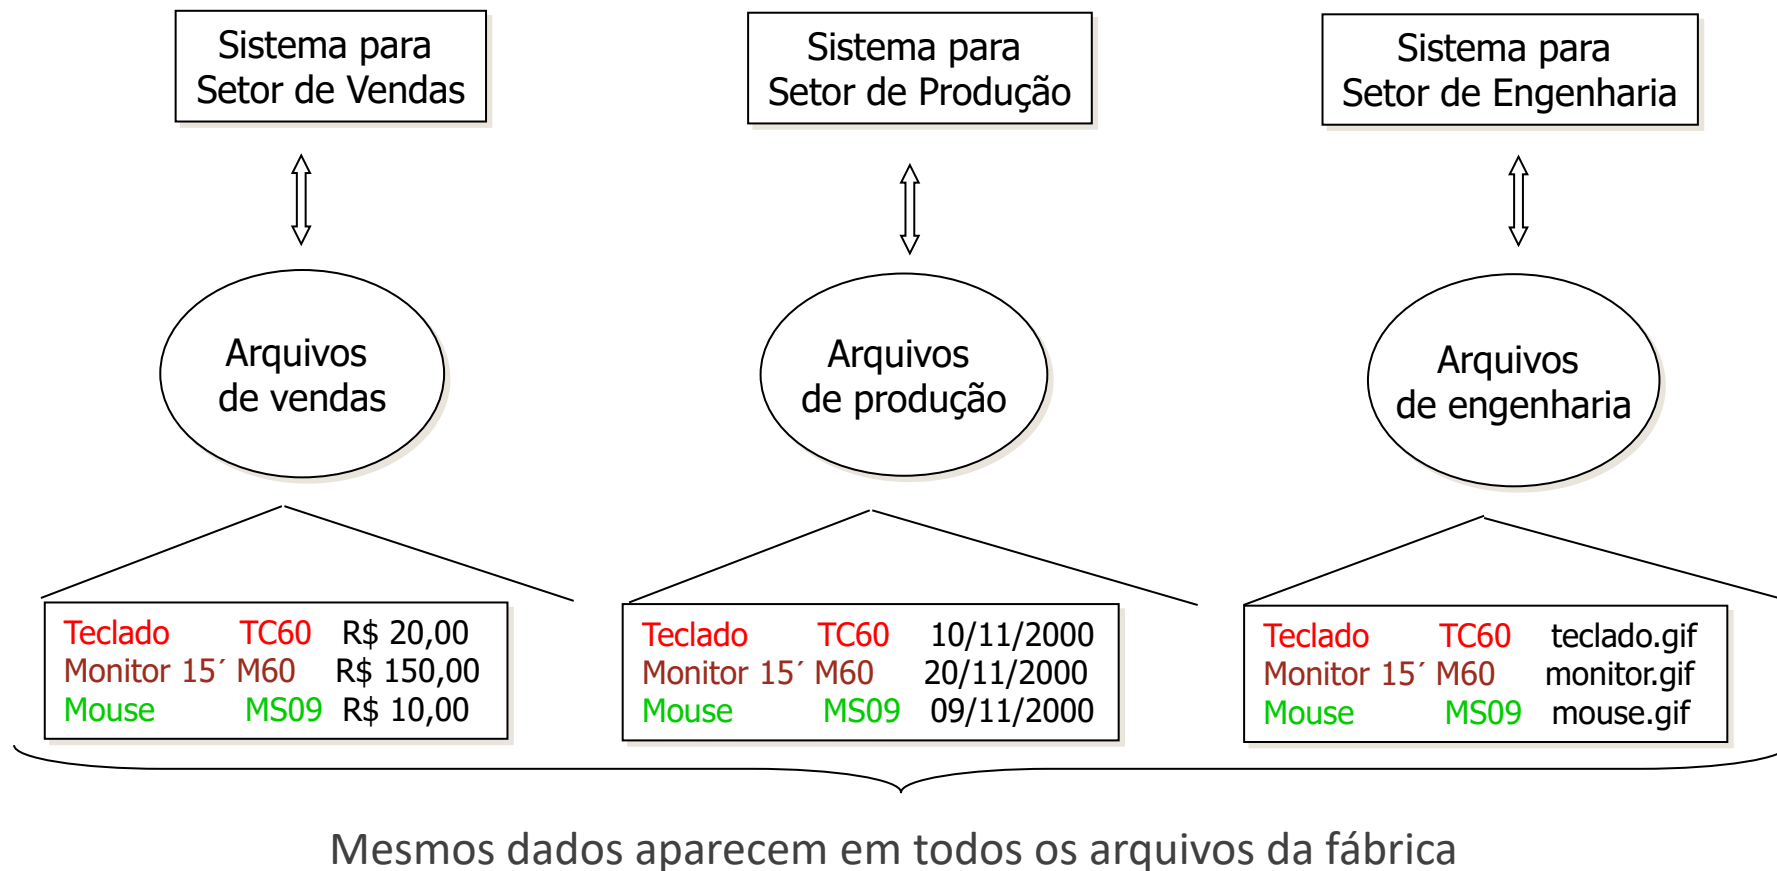 Sistema para
Setor de Vendas
Sistema para
Setor de Produção
Sistema para
Setor de Engenharia
Arquivos
de vendas
Arquivos
de produção
Arquivos
de engenharia
Teclado TC60 R$ 20,00
Monitor 15´ M60 R$ 150,00
Mouse MS09 R$ 10,00
Teclado TC60 10/11/2000
Monitor 15´ M60 20/11/2000
Mouse MS09 09/11/2000
Teclado TC60 teclado.gif
Monitor 15´ M60 monitor.gif
Mouse MS09 mouse.gif
Mesmos dados aparecem em todos os arquivos da fábrica